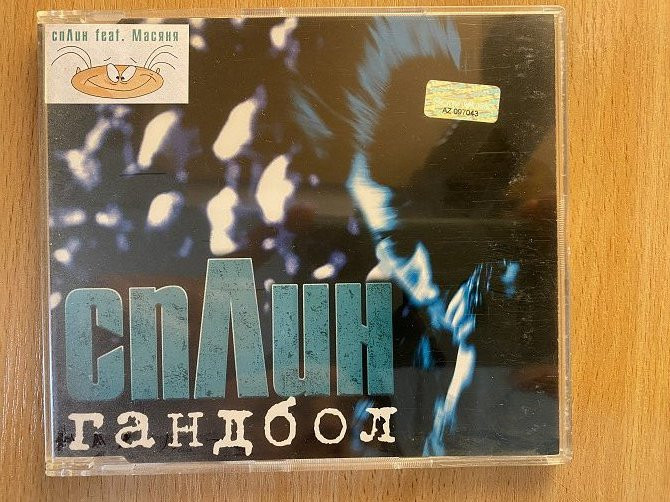 спЛин feat. Масяня
AZ 097043
спЛин
гандбол